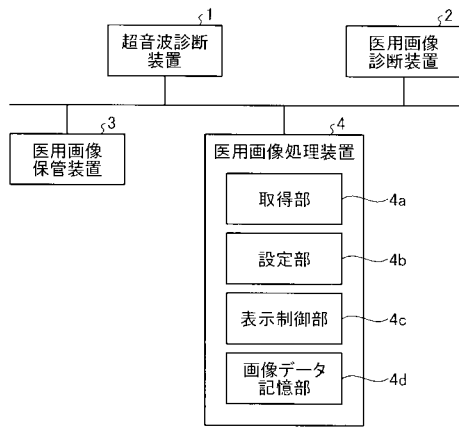 1
超音波診断
装置
2
医用画像
診断装置
3
医用画像
保管装置
4
医用画像処理装置
取得部
4a
設定部
4b
表示制御部
4c
画像データ
記憶部
4d